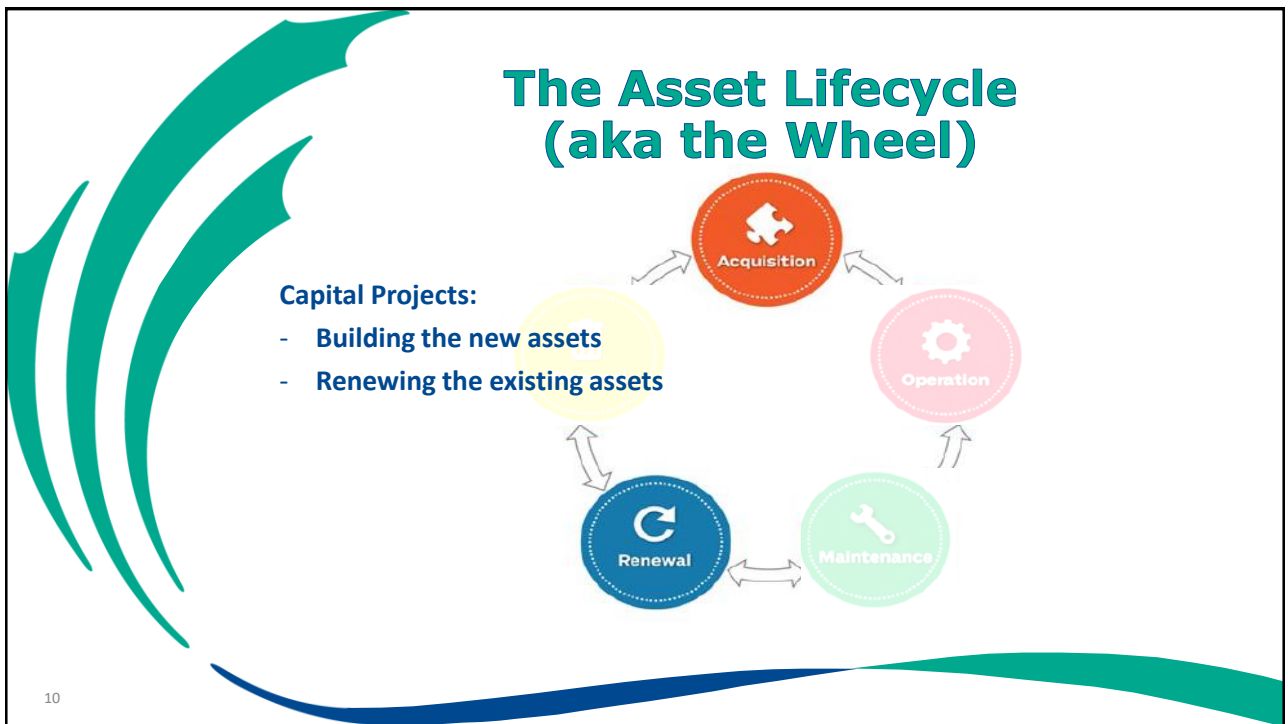 The Asset Lifecycle
(aka the Wheel)
Acquisition
Capital Projects:
- Building the new assets
- Renewing the existing assets
Operation
Renewal
Maintenance
10